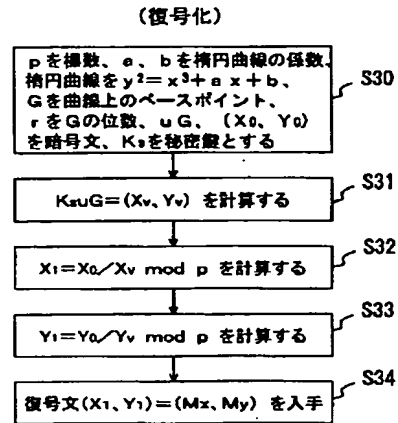 (復号化)
pを標数、a、bを楕円曲線の係数、
楕円曲線をy²=x³+ax+b、
Gを曲線上のベースポイント、
rをGの位数、uG、(X₀、Y₀)
を暗号文、Ksを秘密鍵とする
S30
KsuG=(Xv、Yv) を計算する
S31
X₁=X₀/Xv mod p を計算する
S32
Y₁=Y₀/Yv mod p を計算する
S33
復号文(X₁、Y₁)=(Mx、My) を入手
S34